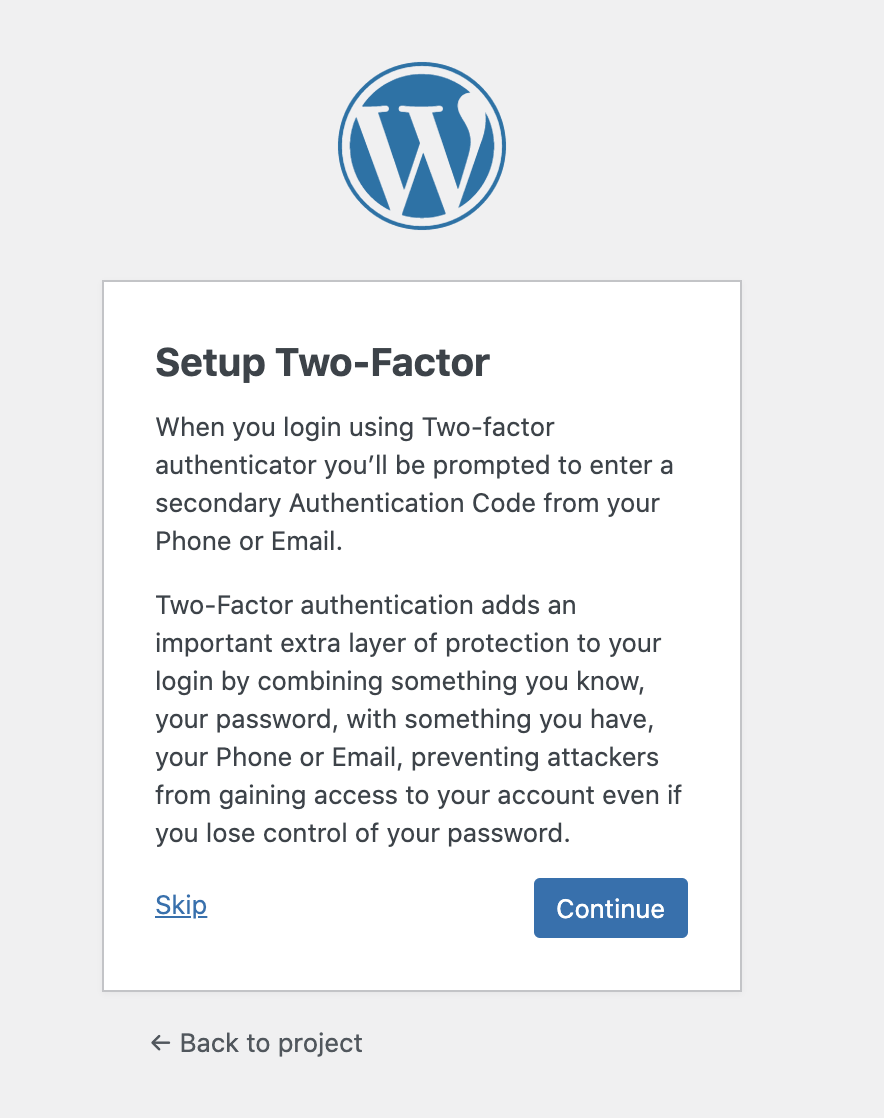 Setup Two-Factor
When you login using Two-factor
authenticator you’ll be prompted to enter a
secondary Authentication Code from your
Phone or Email.
Two-Factor authentication adds an
important extra layer of protection to your
login by combining something you know,
your password, with something you have,
your Phone or Email, preventing attackers
from gaining access to your account even if
you lose control of your password.
Skip
Continue
← Back to project